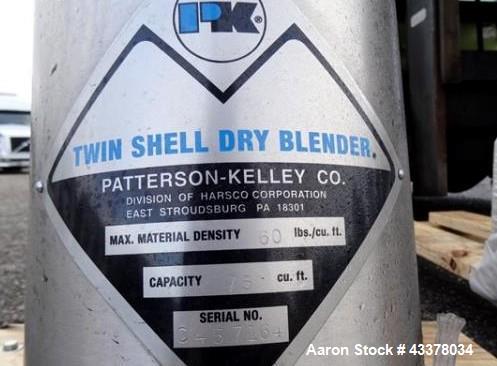 PK®
TWIN SHELL DRY BLENDER.
PATTERSON-KELLEY CO.
DIVISION OF HARSCO CORPORATION
EAST STROUDSBURG PA 18301
MAX. MATERIAL DENSITY 60 lbs./cu. ft.
CAPACITY 75 cu. ft.
SERIAL NO.
Aaron Stock # 43378034